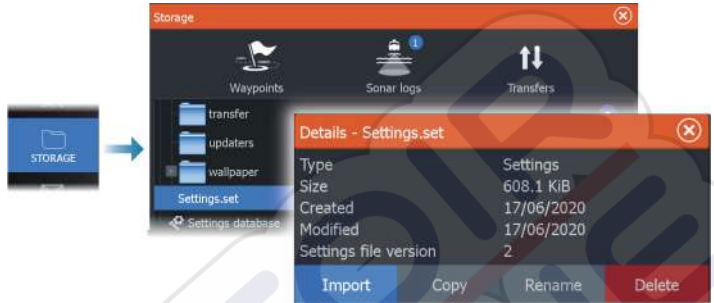 Storage
1
Waypoints Sonar logs Transfers
STORAGE
transfer
updaters
wallpaper
Settings.set
Settings database
Details - Settings.set
Type Settings
Size 608.1 KiB
Created 17/06/2020
Modified 17/06/2020
Settings file version 2
Import Copy Rename Delete